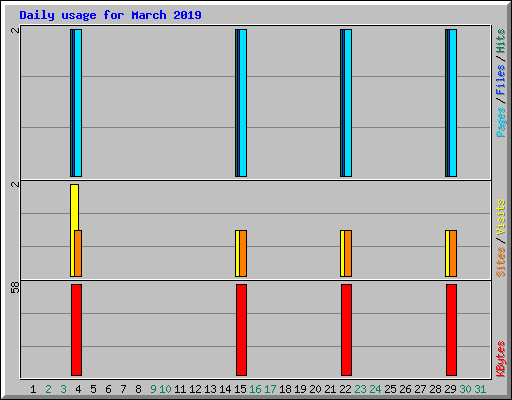 Daily usage for March 2019
2
2
58
Pages / Files / Hits
Sites / Visits
KBytes
1 2 3 4 5 6 7 8 9 10 11 12 13 14 15 16 17 18 19 20 21 22 23 24 25 26 27 28 29 30 31